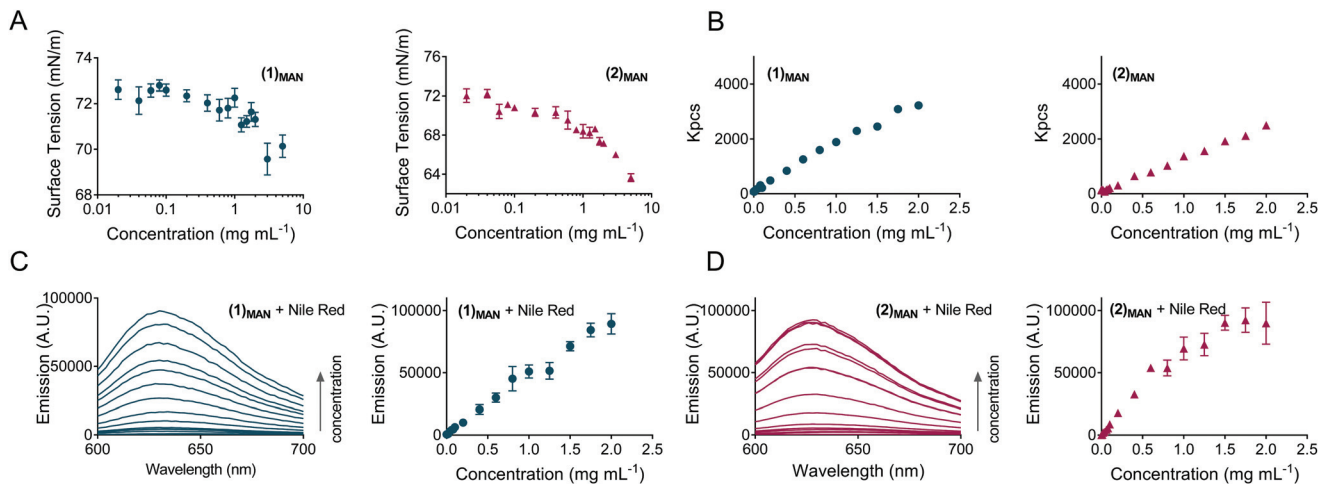 A
Surface Tension (mN/m)
74
72
70
68
0.01
0.1
1
10
Concentration (mg mL⁻¹)
(1)MAN
Surface Tension (mN/m)
76
72
68
64
0.01
0.1
1
10
Concentration (mg mL⁻¹)
(2)MAN
B
Kpcs
4000
2000
0
0.0
0.5
1.0
1.5
2.0
2.5
Concentration (mg mL⁻¹)
(1)MAN
Kpcs
4000
2000
0
0.0
0.5
1.0
1.5
2.0
2.5
Concentration (mg mL⁻¹)
(2)MAN
C
Emission (A.U.)
100000
50000
0
600
650
700
Wavelength (nm)
(1)MAN + Nile Red
concentration
Emission (A.U.)
100000
50000
0
0.0
0.5
1.0
1.5
2.0
2.5
Concentration (mg mL⁻¹)
(1)MAN + Nile Red
D
Emission (A.U.)
100000
50000
0
600
650
700
Wavelength (nm)
(2)MAN + Nile Red
concentration
Emission (A.U.)
100000
50000
0
0.0
0.5
1.0
1.5
2.0
2.5
Concentration (mg mL⁻¹)
(2)MAN + Nile Red